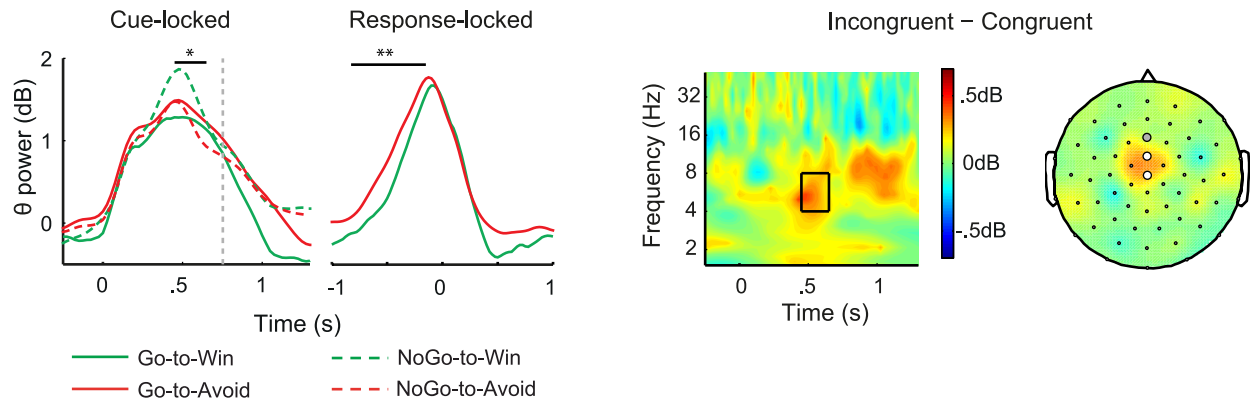 Cue-locked
Response-locked
Incongruent − Congruent
θ power (dB)
2
1
0
*
**
0
.5
1
-1
0
1
Time (s)
Go-to-Win
NoGo-to-Win
Go-to-Avoid
NoGo-to-Avoid
Frequency (Hz)
32
16
8
4
2
0
.5
1
Time (s)
.5dB
0dB
-.5dB